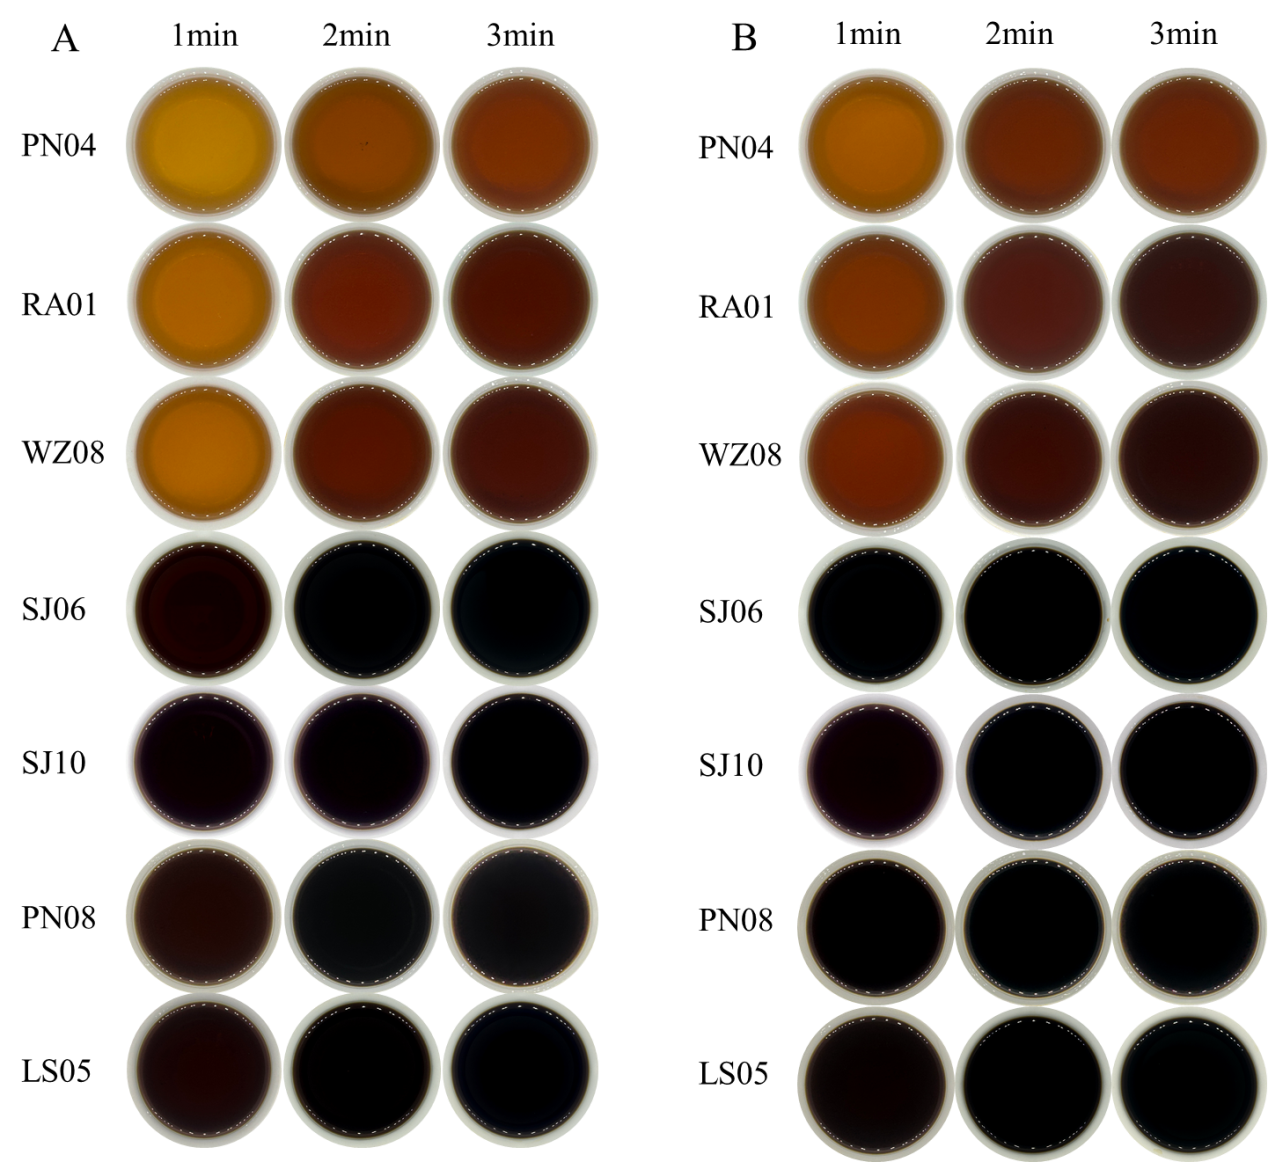 A 1min 2min 3min
PN04
RA01
WZ08
SJ06
SJ10
PN08
LS05
B 1min 2min 3min
PN04
RA01
WZ08
SJ06
SJ10
PN08
LS05